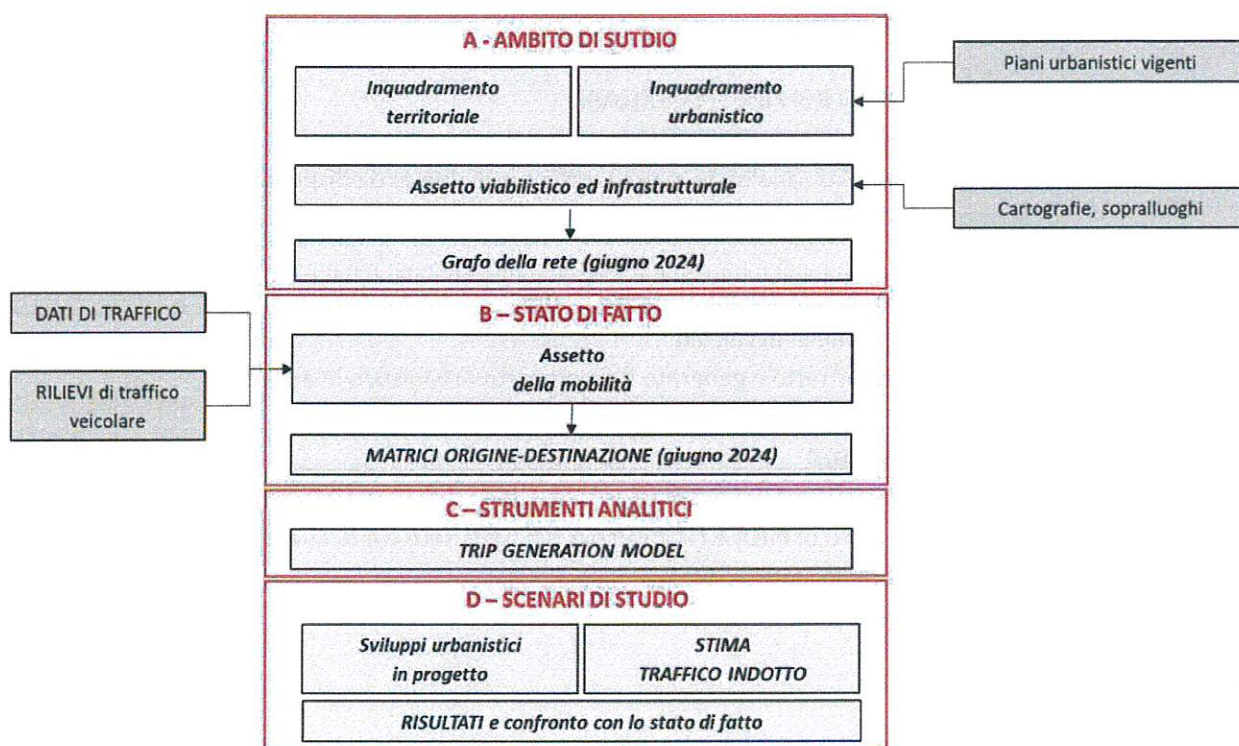 A - AMBITO DI SUTDIO
Inquadramento
territoriale
Inquadramento
urbanistico
Piani urbanistici vigenti
Assetto viabilistico ed infrastrutturale
Cartografie, sopralluoghi
Grafo della rete (giugno 2024)
DATI DI TRAFFICO
RILIEVI di traffico
veicolare
B – STATO DI FATTO
Assetto
della mobilità
MATRICI ORIGINE-DESTINAZIONE (giugno 2024)
C – STRUMENTI ANALITICI
TRIP GENERATION MODEL
D – SCENARI DI STUDIO
Sviluppi urbanistici
in progetto
STIMA
TRAFFICO INDOTTO
RISULTATI e confronto con lo stato di fatto